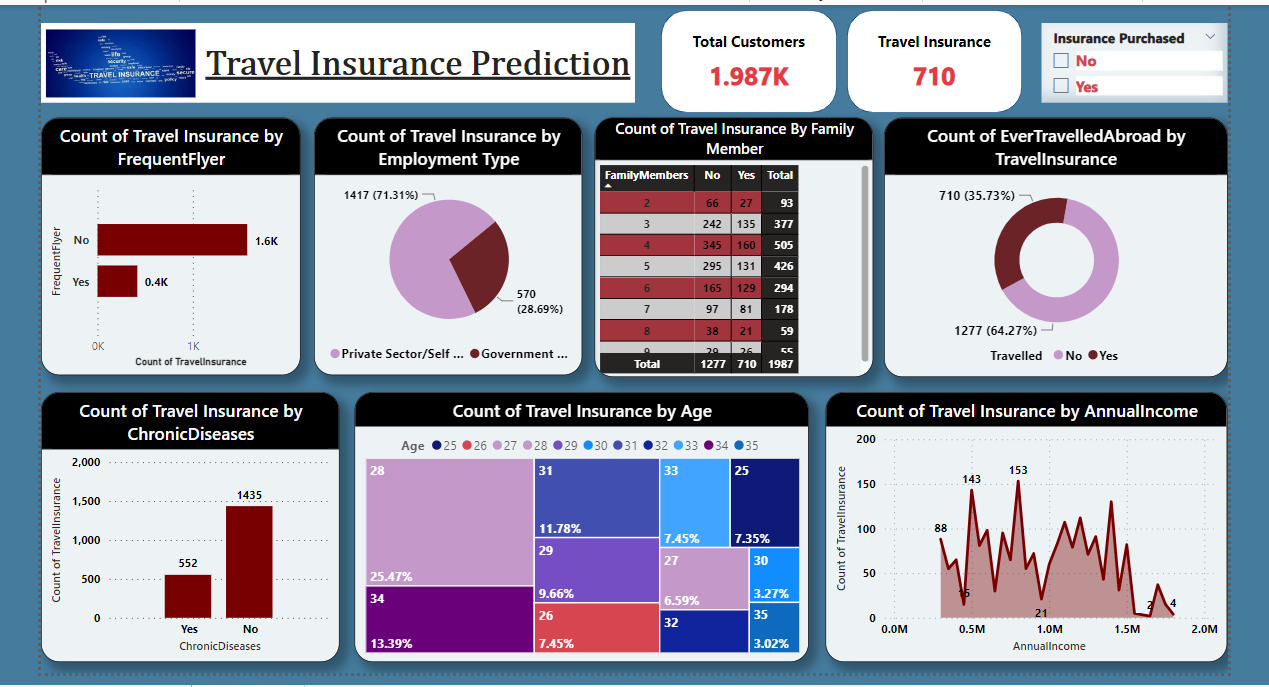 TRAVEL INSURANCE
life
security
care
risk
secure
policy
Travel Insurance Prediction
Total Customers
1.987K
Travel Insurance
710
Insurance Purchased
No
Yes
Count of Travel Insurance by
FrequentFlyer
FrequentFlyer
No
1.6K
Yes
0.4K
0K
1K
Count of TravelInsurance
Count of Travel Insurance by
Employment Type
1417 (71.31%)
570
(28.69%)
Private Sector/Self ...
Government ...
Count of Travel Insurance By Family
Member
FamilyMembers No Yes Total
2 66 27 93
3 242 135 377
4 345 160 505
5 295 131 426
6 165 129 294
7 97 81 178
8 38 21 59
9 29 26 55
Total 1277 710 1987
Count of EverTravelledAbroad by
TravelInsurance
710 (35.73%)
1277 (64.27%)
Travelled No Yes
Count of Travel Insurance by
ChronicDiseases
Count of TravelInsurance
2,000
1,500
1,000
500
0
552
1435
Yes
No
ChronicDiseases
Count of Travel Insurance by Age
Age 25 26 27 28 29 30 31 32 33 34 35
28
25.47%
34
13.39%
31
11.78%
29
9.66%
26
7.45%
33
7.45%
25
7.35%
27
6.59%
32
30
3.27%
35
3.02%
Count of Travel Insurance by AnnualIncome
Count of TravelInsurance
200
150
100
50
0
88
15
143
153
21
2
4
0.0M
0.5M
1.0M
1.5M
2.0M
AnnualIncome